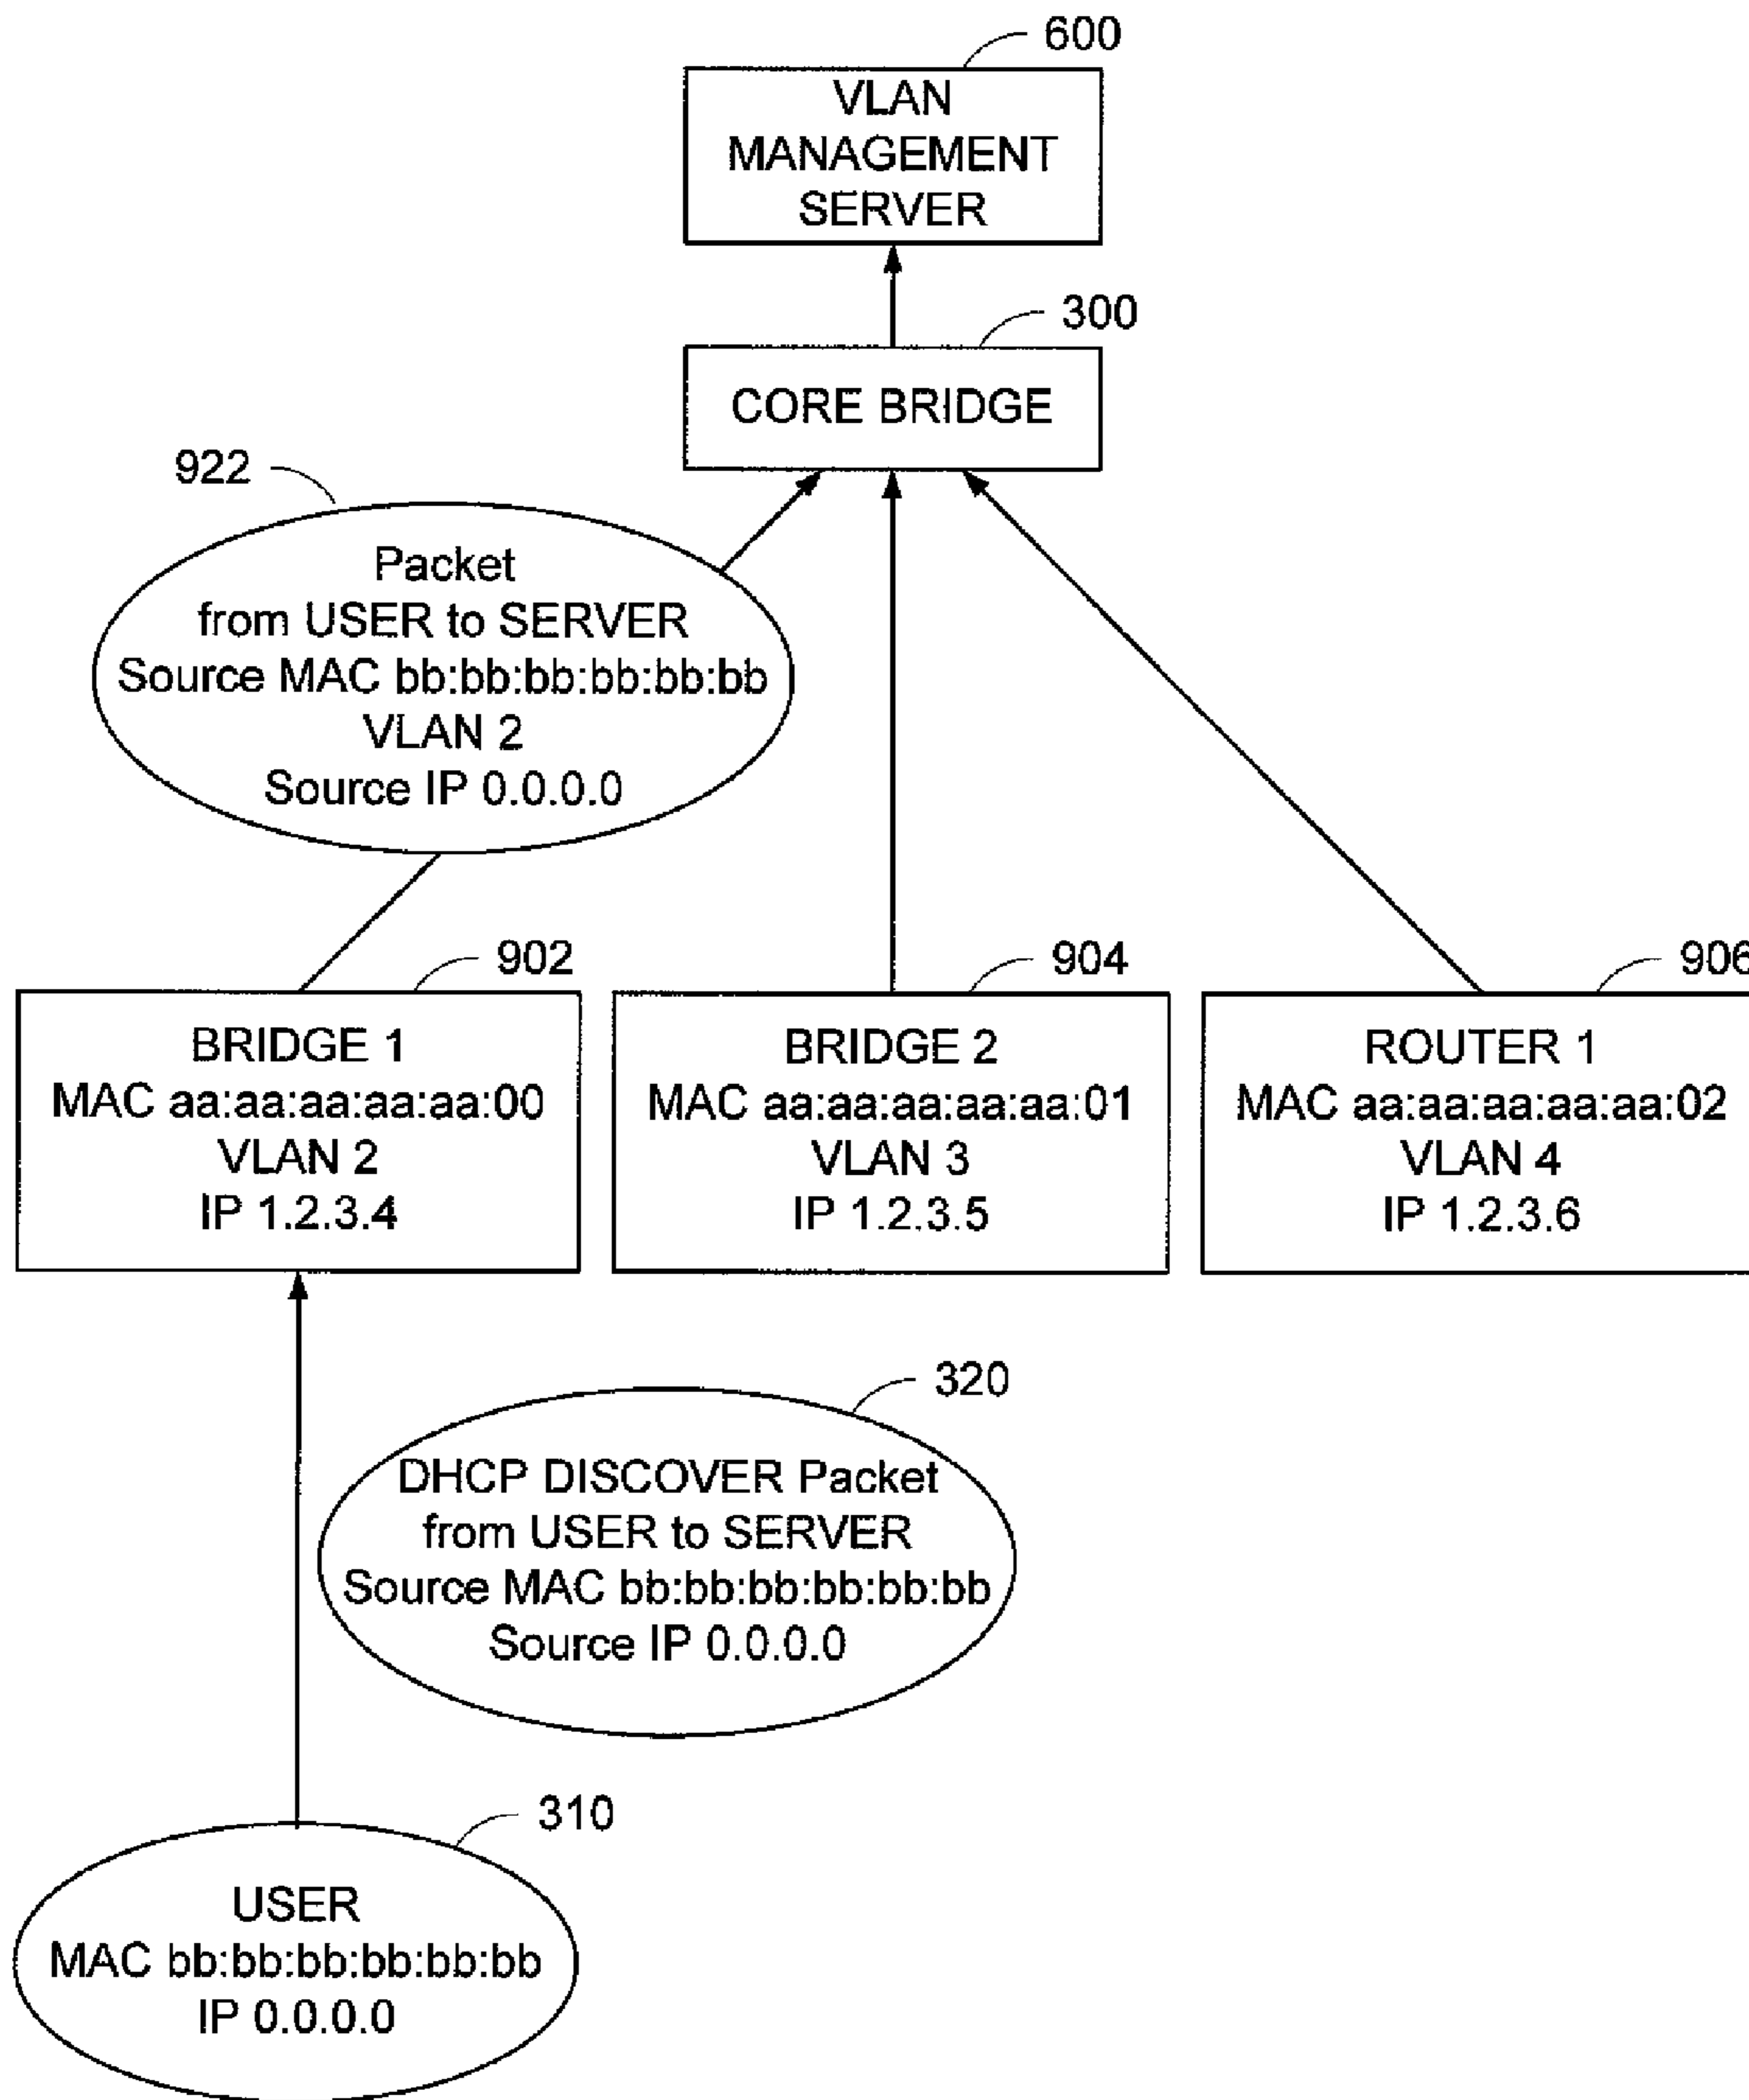 600
VLAN
MANAGEMENT
SERVER
300
CORE BRIDGE
922
Packet
from USER to SERVER
Source MAC bb:bb:bb:bb:bb:bb
VLAN 2
Source IP 0.0.0.0
902
BRIDGE 1
MAC aa:aa:aa:aa:aa:00
VLAN 2
IP 1.2.3.4
904
BRIDGE 2
MAC aa:aa:aa:aa:aa:01
VLAN 3
IP 1.2.3.5
906
ROUTER 1
MAC aa:aa:aa:aa:aa:02
VLAN 4
IP 1.2.3.6
320
DHCP DISCOVER Packet
from USER to SERVER
Source MAC bb:bb:bb:bb:bb:bb
Source IP 0.0.0.0
310
USER
MAC bb:bb:bb:bb:bb:bb
IP 0.0.0.0